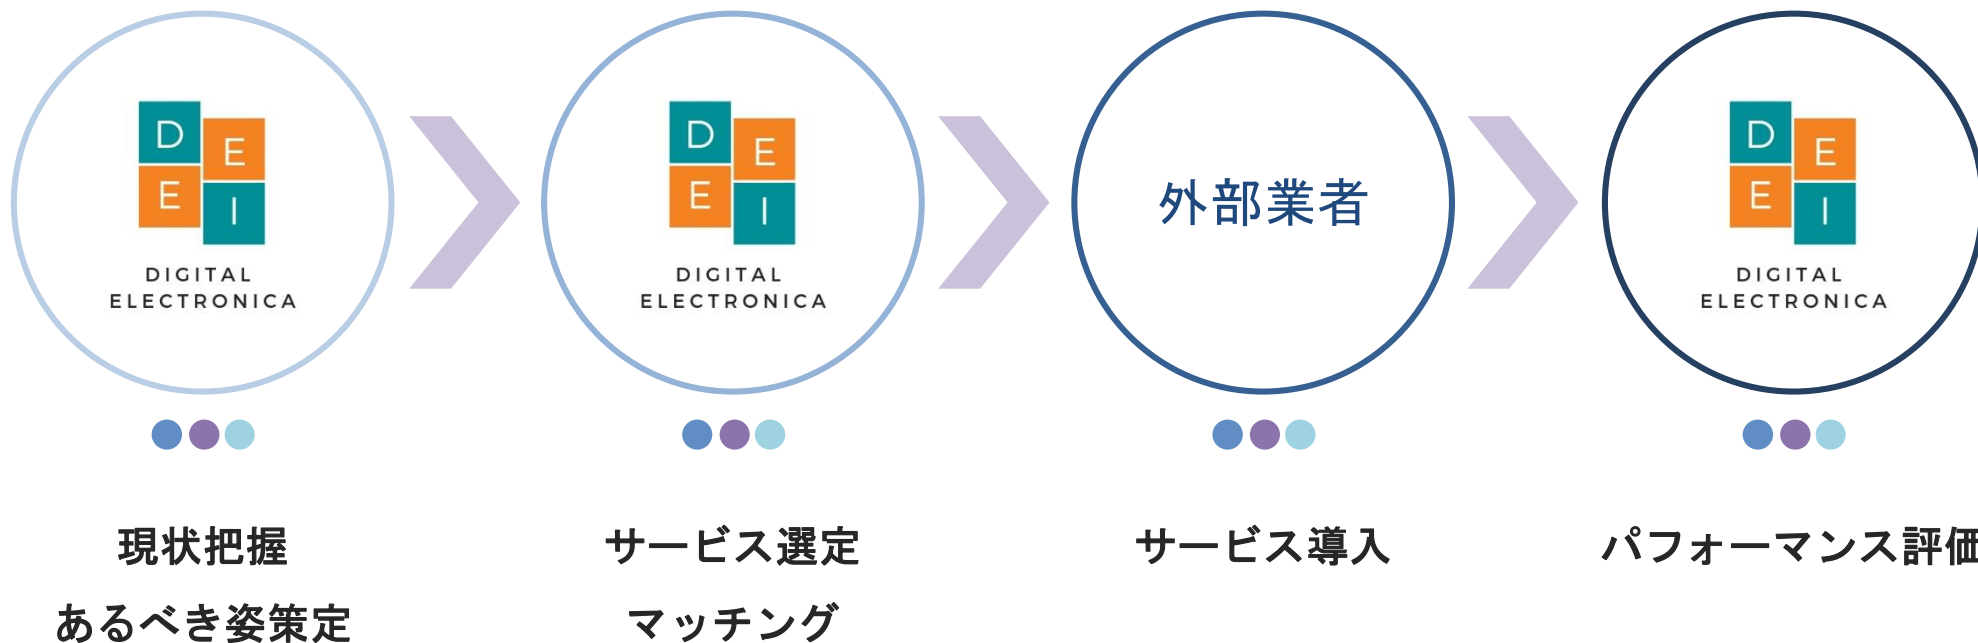 D
E
E
I
DIGITAL
ELECTRONICA
D
E
E
I
DIGITAL
ELECTRONICA
外部業者
D
E
E
I
DIGITAL
ELECTRONICA
現状把握
あるべき姿策定
サービス選定
マッチング
サービス導入
パフォーマンス評価